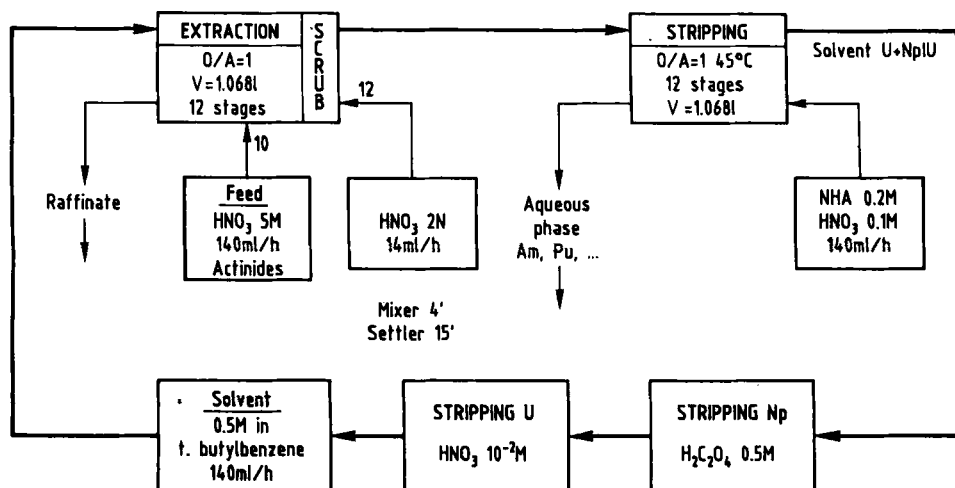 EXTRACTION
O/A=1
V=1.068l
12 stages
SCRUB
STRIPPING
O/A=1 45°C
12 stages
V=1.068l
Solvent U+NpIU
12
10
Raffinate
Feed
HNO₃ 5M
140ml/h
Actinides
HNO₃ 2N
14ml/h
Aqueous
phase
Am, Pu, ...
NHA 0.2M
HNO₃ 0.1M
140ml/h
Mixer 4'
Settler 15'
Solvent
0.5M in
t. butylbenzene
140ml/h
STRIPPING U
HNO₃ 10⁻²M
STRIPPING Np
H₂C₂O₄ 0.5M